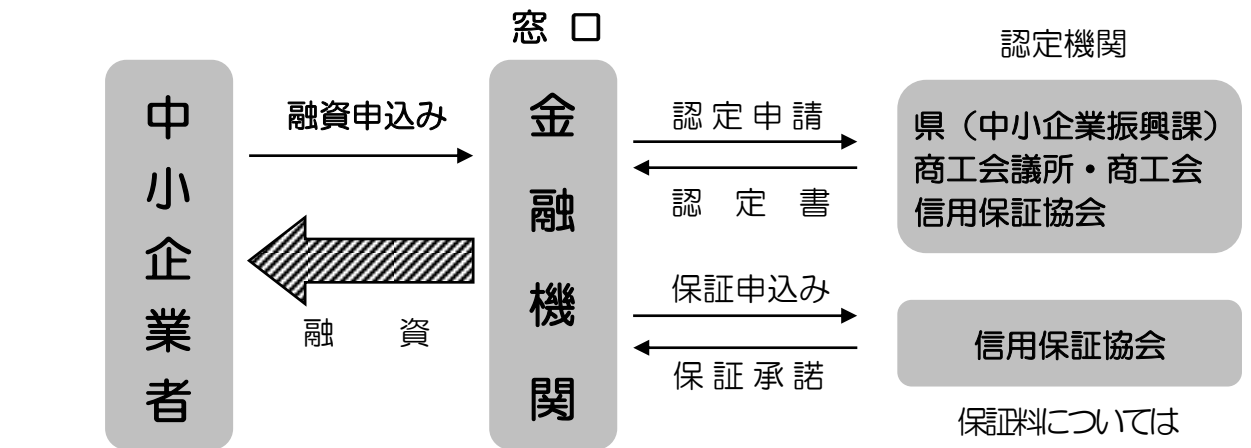 窓口
認定機関
中小企業者
融資申込み
融資
金融機関
認定申請
認定書
保証申込み
保証承諾
県（中小企業振興課）
商工会議所・商工会
信用保証協会
信用保証協会
保証料については